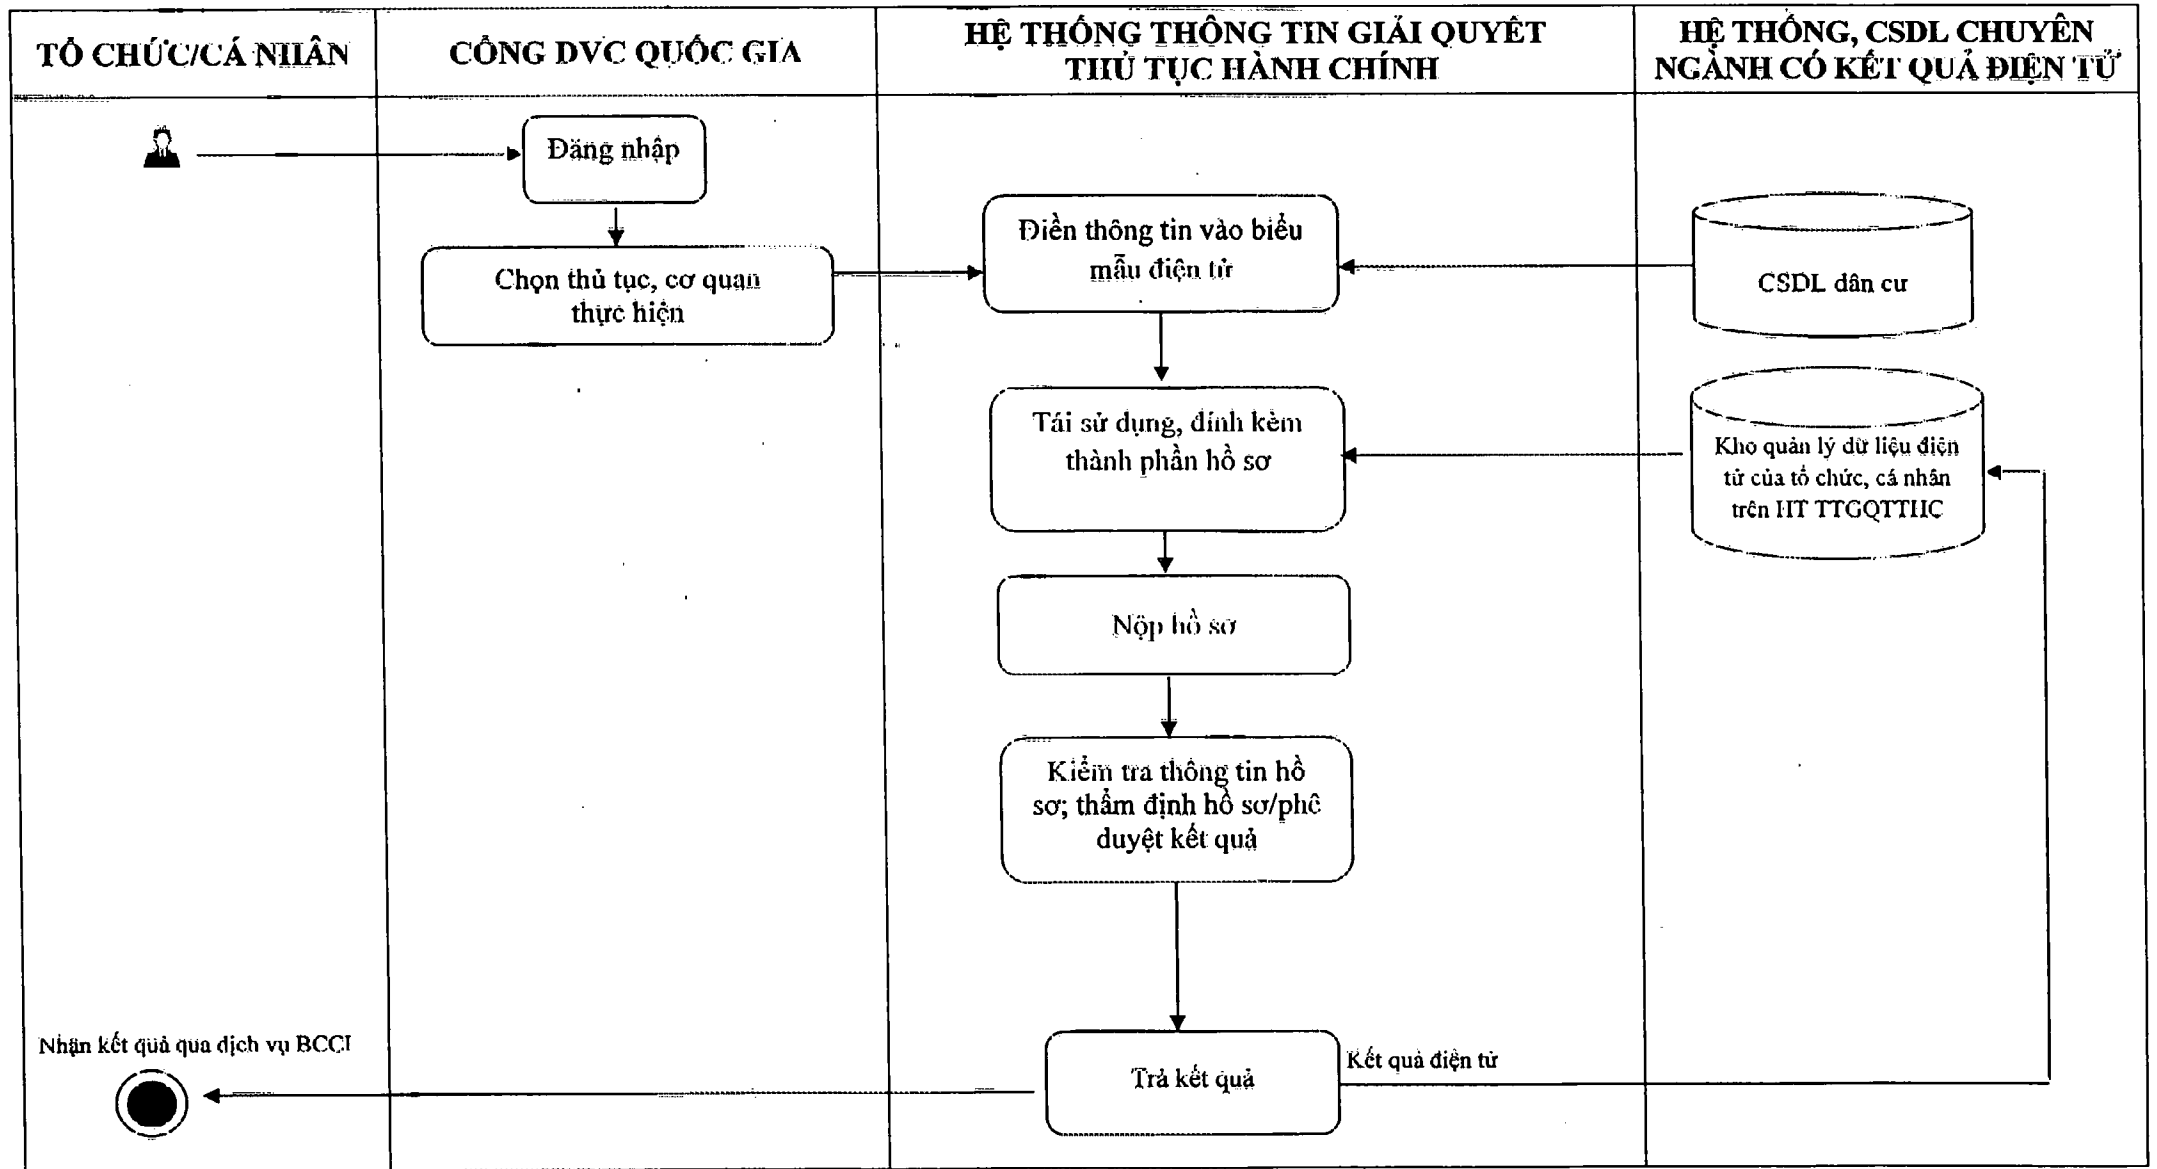 TỔ CHỨC/CÁ NHÂN
CỔNG DVC QUỐC GIA
HỆ THỐNG THÔNG TIN GIẢI QUYẾT
THỦ TỤC HÀNH CHÍNH
HỆ THỐNG, CSDL CHUYÊN
NGÀNH CÓ KẾT QUẢ ĐIỆN TỬ
Đăng nhập
Chọn thủ tục, cơ quan
thực hiện
Điền thông tin vào biểu
mẫu điện tử
CSDL dân cư
Tái sử dụng, đính kèm
thành phần hồ sơ
Kho quản lý dữ liệu điện
tử của tổ chức, cá nhân
trên HT TTGQTTHC
Nộp hồ sơ
Kiểm tra thông tin hồ
sơ; thẩm định hồ sơ/phê
duyệt kết quả
Nhận kết quả qua dịch vụ BCCI
Trả kết quả
Kết quả điện tử